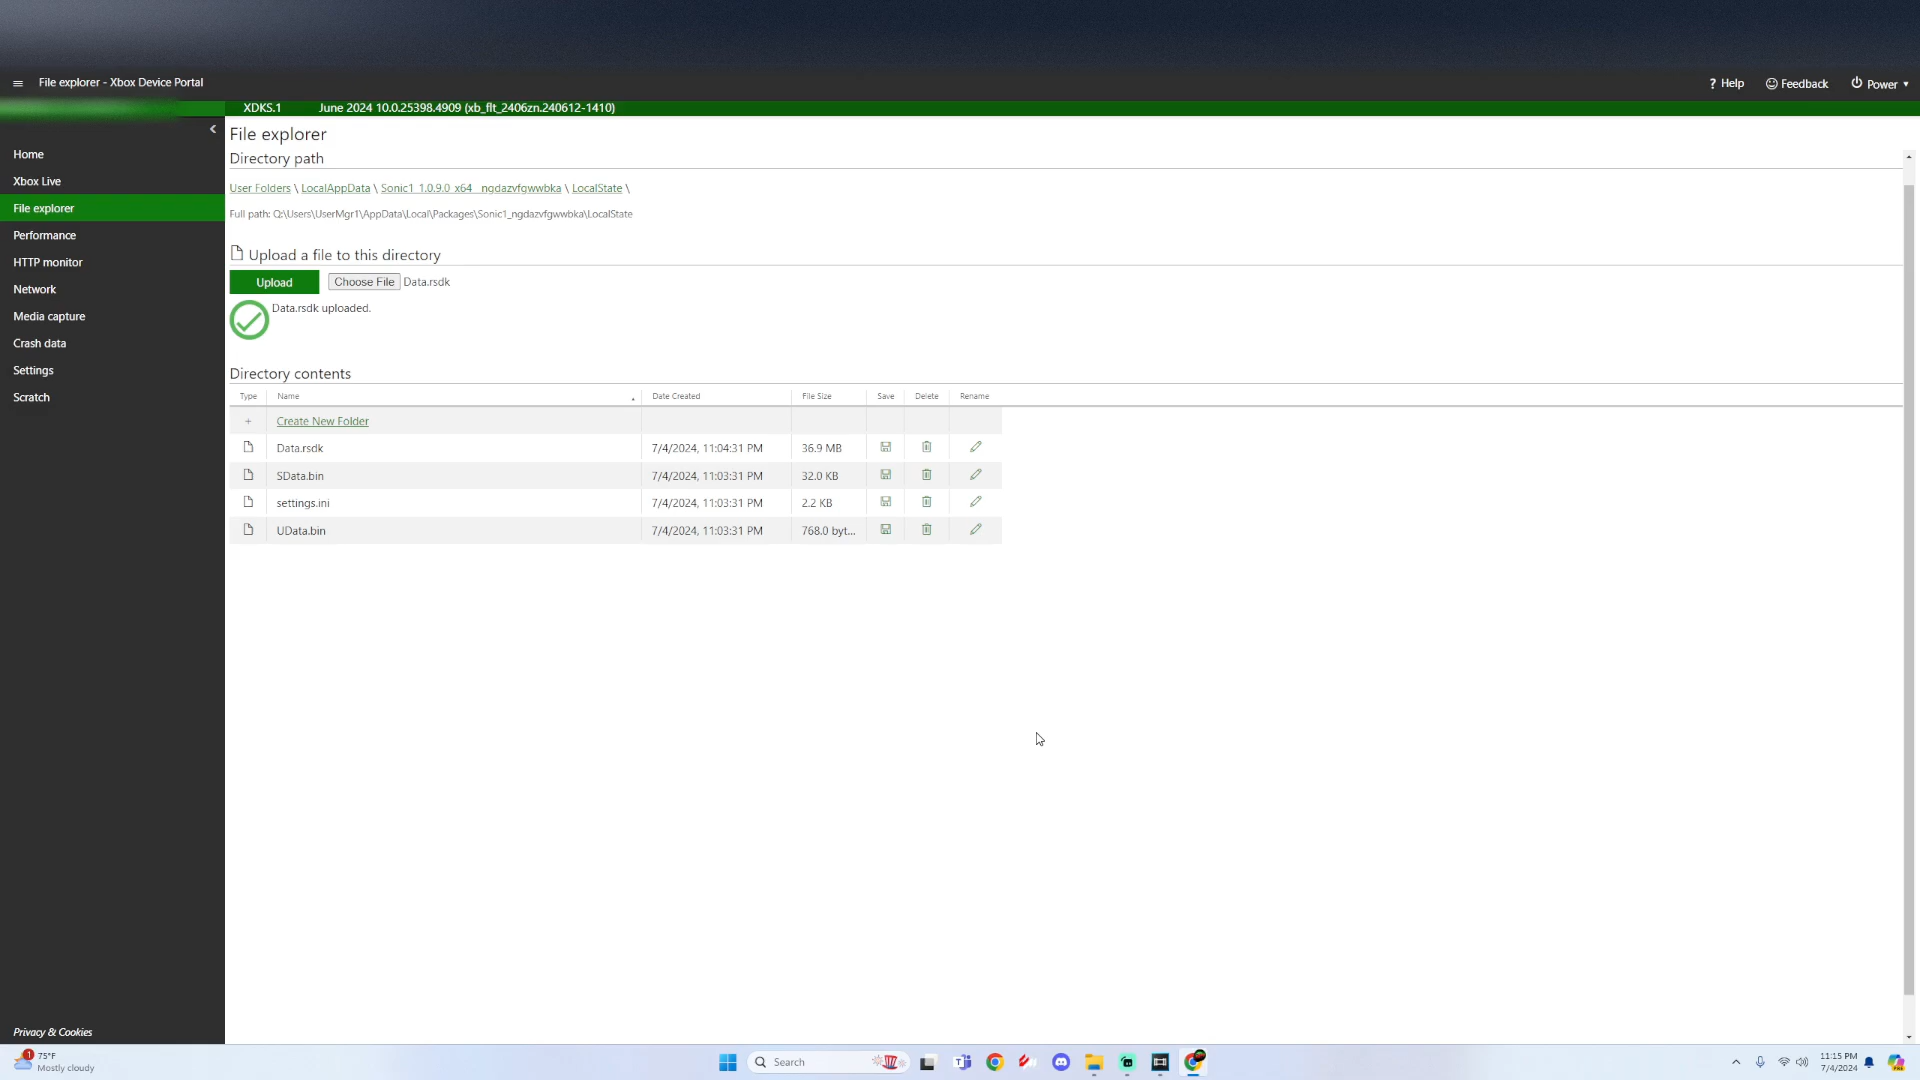 File explorer - Xbox Device Portal
? Help
Feedback
Power
XDKS.1
June 2024 10.0.25398.4909 (xb_flt_2406zn.240612-1410)
Home
Xbox Live
File explorer
Performance
HTTP monitor
Network
Media capture
Crash data
Settings
Scratch
File explorer
Directory path
User Folders \ LocalAppData \ Sonic1_1.0.9.0_x64__nqdazvfgwwbka \ LocalState \
Full path: Q:\Users\UserMgr1\AppData\Local\Packages\Sonic1_nqdazvfgwwbka\LocalState
Upload a file to this directory
Upload
Choose File Data.rsdk
Data.rsdk uploaded.
Directory contents
Type Name Date Created File Size Save Delete Rename
+ Create New Folder
Data.rsdk 7/4/2024, 11:04:31 PM 36.9 MB
SData.bin 7/4/2024, 11:03:31 PM 32.0 KB
settings.ini 7/4/2024, 11:03:31 PM 2.2 KB
UData.bin 7/4/2024, 11:03:31 PM 768.0 byt...
Privacy & Cookies
1
75°F
Mostly cloudy
Search
11:15 PM
7/4/2024